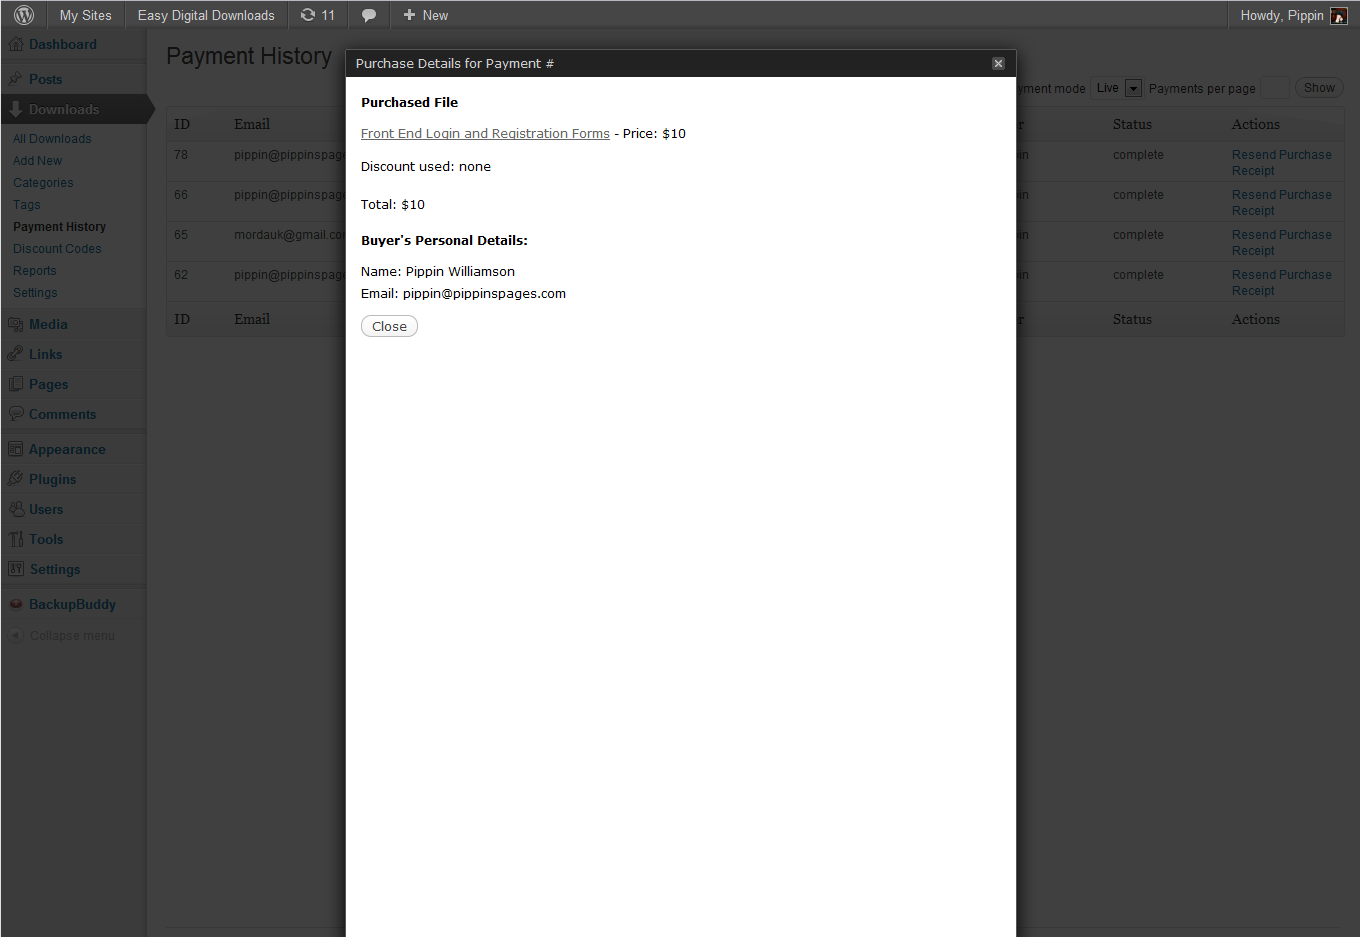 My Sites Easy Digital Downloads 11 New Howdy, Pippin
Dashboard
Posts
Downloads
All Downloads
Add New
Categories
Tags
Payment History
Discount Codes
Reports
Settings
Media
Links
Pages
Comments
Appearance
Plugins
Users
Tools
Settings
BackupBuddy
Collapse menu
Payment History
yment mode Live Payments per page Show
ID Email r Status Actions
78 pippin@pippinspage in complete Resend Purchase
Receipt
66 pippin@pippinspage in complete Resend Purchase
Receipt
65 mordauk@gmail.co in complete Resend Purchase
Receipt
62 pippin@pippinspage in complete Resend Purchase
Receipt
ID Email r Status Actions
Purchase Details for Payment #
Purchased File
Front End Login and Registration Forms - Price: $10
Discount used: none
Total: $10
Buyer's Personal Details:
Name: Pippin Williamson
Email: pippin@pippinspages.com
Close